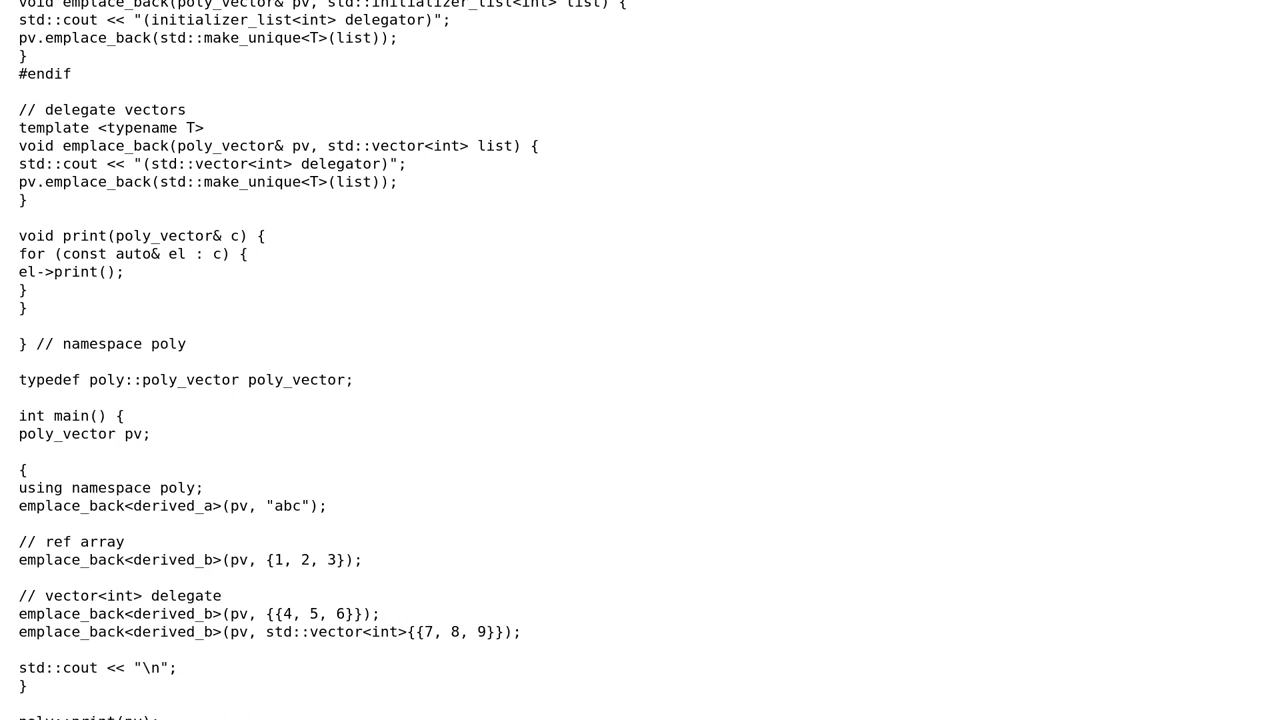 void emplace_back(poly_vector& pv, std::initializer_list<int> list) {
std::cout << "(initializer_list<int> delegator)";
pv.emplace_back(std::make_unique<T>(list));
}
#endif
// delegate vectors
template <typename T>
void emplace_back(poly_vector& pv, std::vector<int> list) {
std::cout << "(std::vector<int> delegator)";
pv.emplace_back(std::make_unique<T>(list));
}
void print(poly_vector& c) {
for (const auto& el : c) {
el->print();
}
}
} // namespace poly
typedef poly::poly_vector poly_vector;
int main() {
poly_vector pv;
{
using namespace poly;
emplace_back<derived_a>(pv, "abc");
// ref array
emplace_back<derived_b>(pv, {1, 2, 3});
// vector<int> delegate
emplace_back<derived_b>(pv, {{4, 5, 6}});
emplace_back<derived_b>(pv, std::vector<int>{{7, 8, 9}});
std::cout << "\n";
}
poly::print(pv);